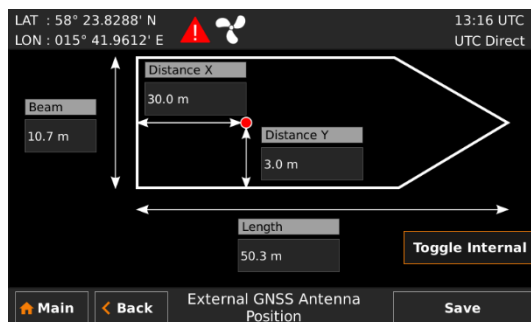 LAT : 58° 23.8288' N
LON : 015° 41.9612' E
13:16 UTC
UTC Direct
Distance X
30.0 m
Beam
10.7 m
Distance Y
3.0 m
Length
50.3 m
Toggle Internal
Main
Back
External GNSS Antenna
Position
Save